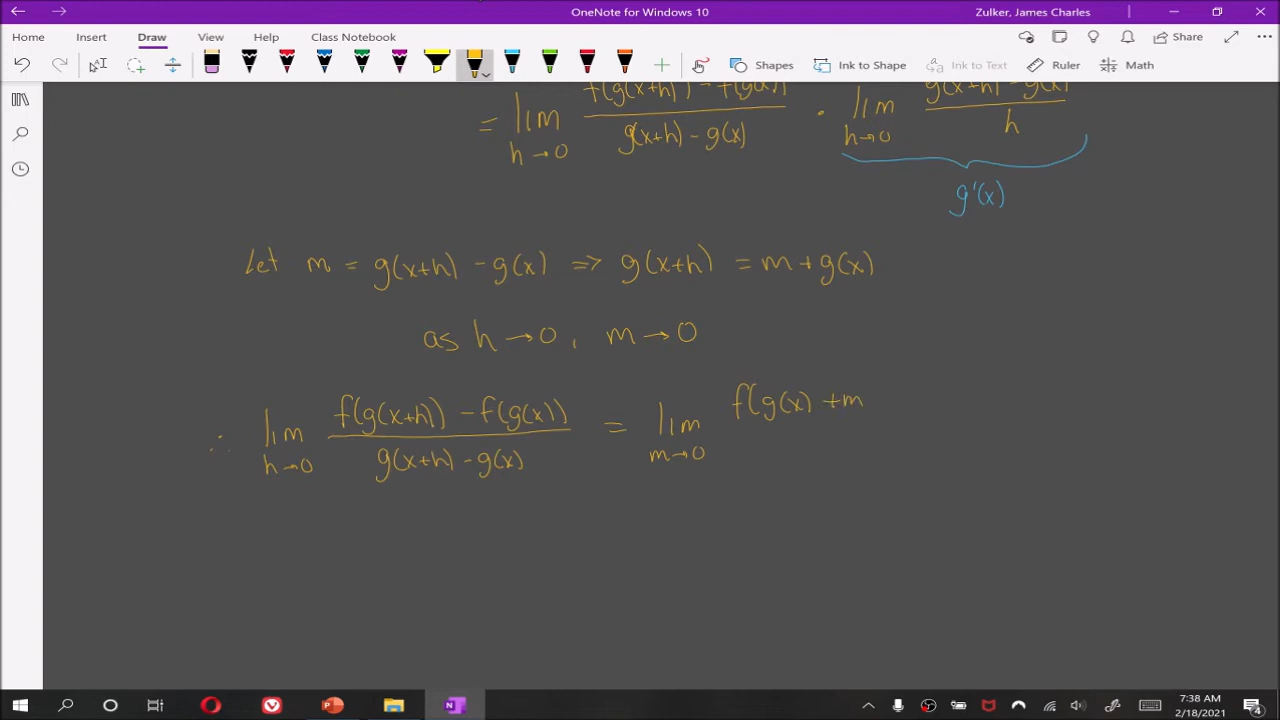 OneNote for Windows 10
Zulker, James Charles
Home Insert Draw View Help Class Notebook
Share
Shapes Ink to Shape Ink to Text Ruler Math
= lim f(g(x+h)) - f(g(x)) / g(x+h) - g(x) · lim g(x+h) - g(x) / h
h→0 h→0
g'(x)
Let m = g(x+h) - g(x) => g(x+h) = m + g(x)
as h→0, m→0
∴ lim f(g(x+h)) - f(g(x)) / g(x+h) - g(x) = lim f(g(x) + m
h→0 m→0
7:38 AM
2/18/2021
4